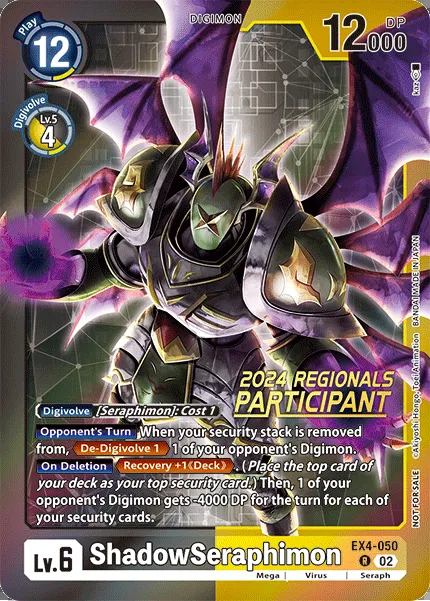 Play
12
DIGIMON
12000
DP
Digivolve
Lv.5
4
2024 REGIONALS
PARTICIPANT
Digivolve [Seraphimon]: Cost 1
Opponent's Turn When your security stack is removed
from, De-Digivolve 1 1 of your opponent's Digimon.
On Deletion Recovery +1《Deck》. (Place the top card of
your deck as your top security card.) Then, 1 of your
opponent's Digimon gets -4000 DP for the turn for each of
your security cards.
©Akiyoshi Hongo, Toei Animation BANDAI MADE IN JAPAN
NOT FOR SALE
Lv.6
ShadowSeraphimon
EX4-050
R 02
Mega | Virus | Seraph